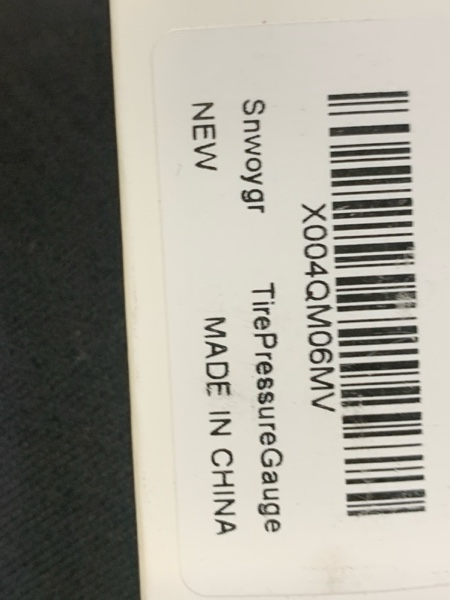 X004QM06MV
Snwoygr TirePressureGauge
NEW MADE IN CHINA